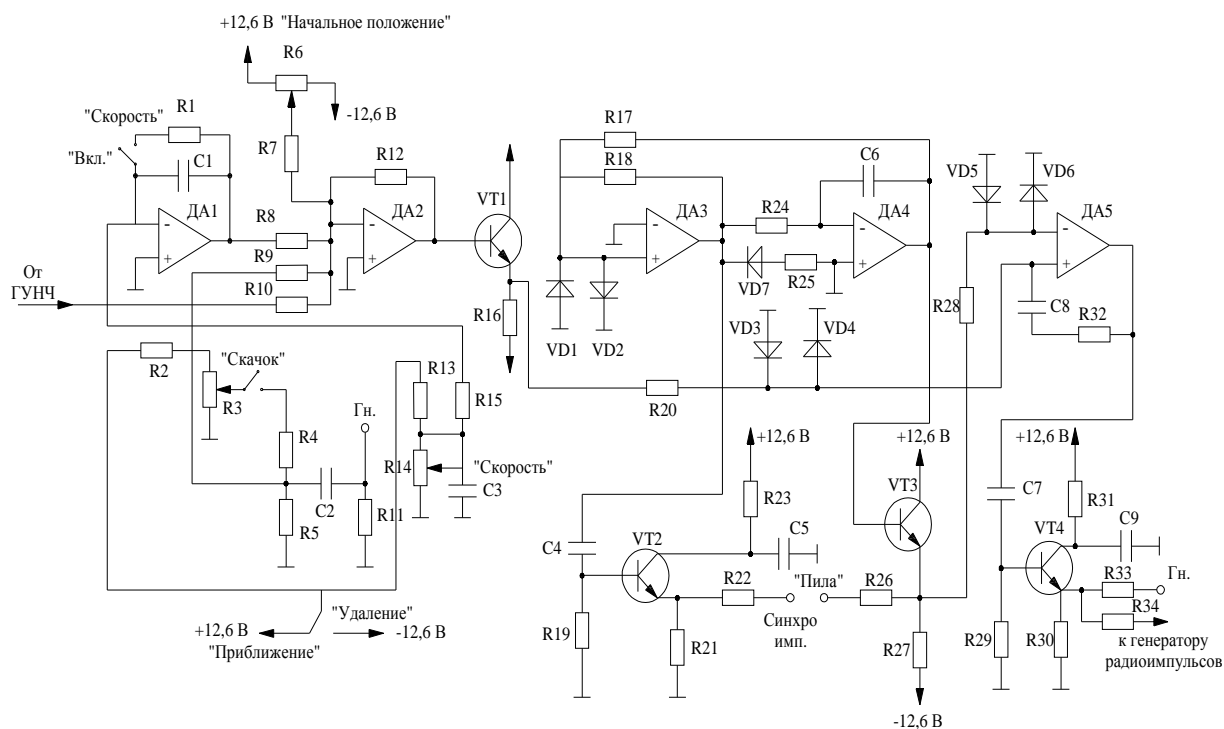 +12,6 В "Начальное положение"
R6
-12,6 В
"Скорость"
R1
"Вкл."
C1
R7
R12
ДА1
ДА2
R8
R9
R10
От
ГУНЧ
VT1
R16
R17
R18
ДА3
R24
C6
ДА4
VD7
R25
VD1
VD2
VD3
VD4
R20
VD5
VD6
ДА5
R28
C8
R32
R2
R3
"Скачок"
R4
Гн.
C2
R5
R11
R13
R15
R14
"Скорость"
C3
"Удаление"
+12,6 В
-12,6 В
"Приближение"
+12,6 В
R23
C4
VT2
C5
R22
"Пила"
R26
Синхро
имп.
R19
R21
+12,6 В
VT3
R27
-12,6 В
+12,6 В
C7
R31
VT4
C9
R33
Гн.
R34
R29
R30
к генератору
радиоимпульсов